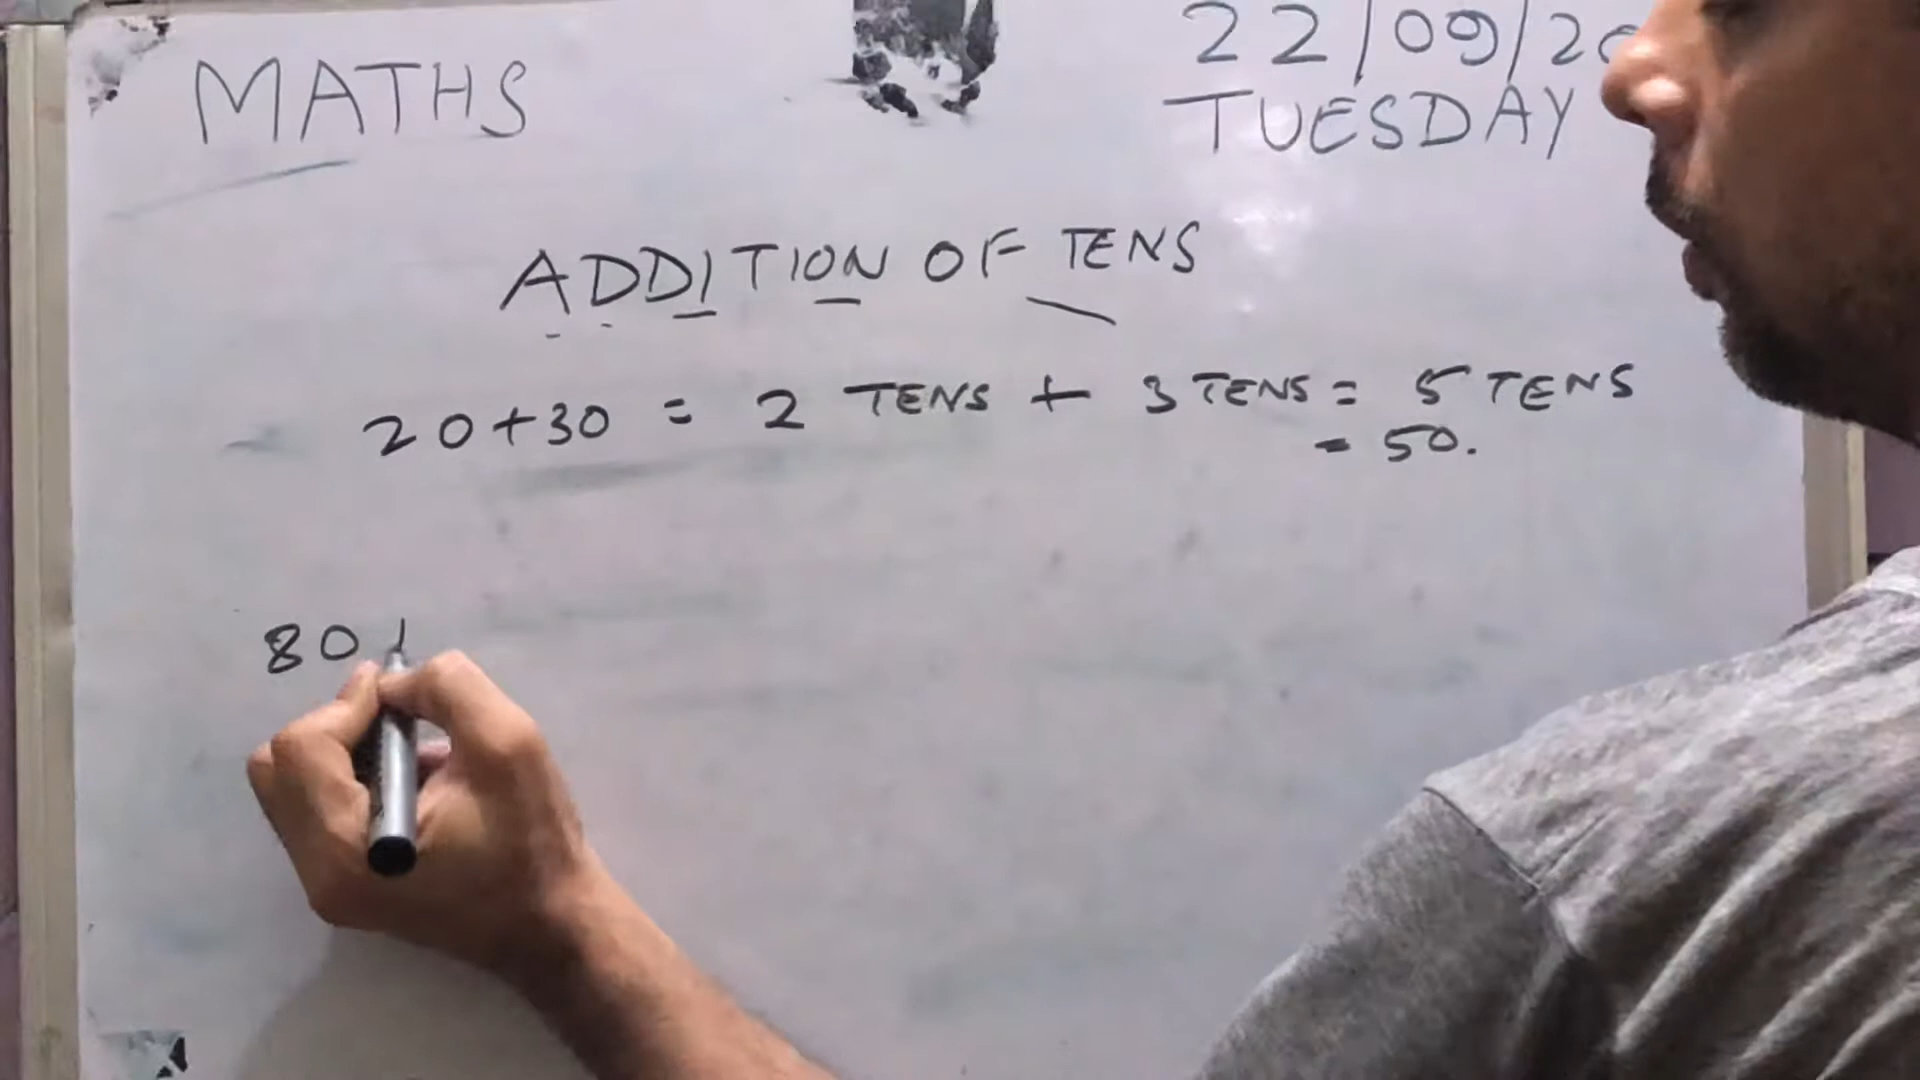 MATHS
22/09/20
TUESDAY
ADDITION OF TENS
20+30 = 2 TENS + 3 TENS = 5 TENS
= 50.
80